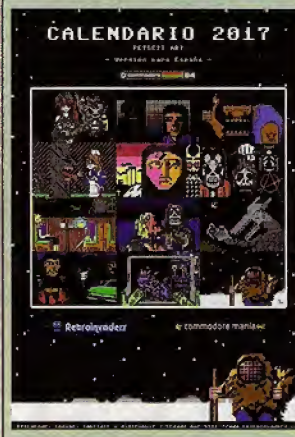 CALENDARIO 2017
PETSCII ART
- Versión para España -
commodore 64
Retroinvaders
commodore mania